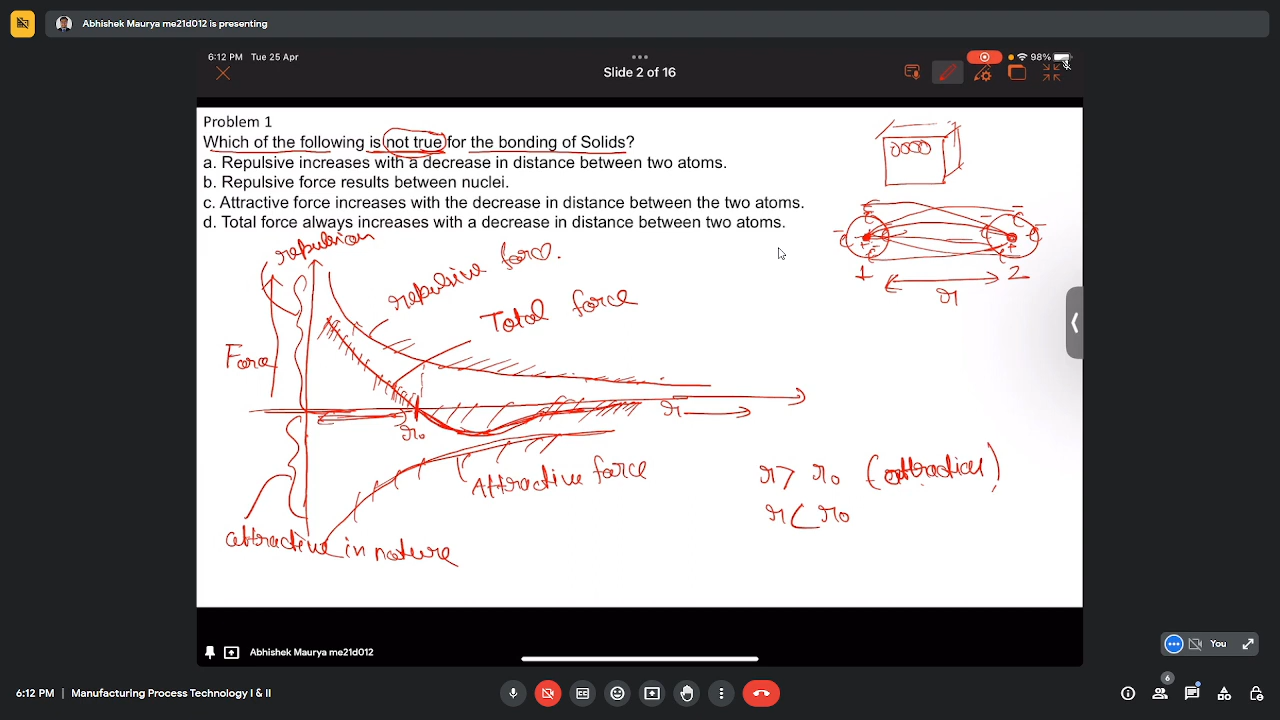 Abhishek Maurya me21d012 is presenting
6:12 PM Tue 25 Apr
98%
Slide 2 of 16
Problem 1
Which of the following is not true for the bonding of Solids?
a. Repulsive increases with a decrease in distance between two atoms.
b. Repulsive force results between nuclei.
c. Attractive force increases with the decrease in distance between the two atoms.
d. Total force always increases with a decrease in distance between two atoms.
repulsion
repulsive force.
Total force
1 2
r
Force
r₀
r
Attractive force
r> r₀ (attraction)
r< r₀
attractive in nature
Abhishek Maurya me21d012
You
6:12 PM | Manufacturing Process Technology I & II
6